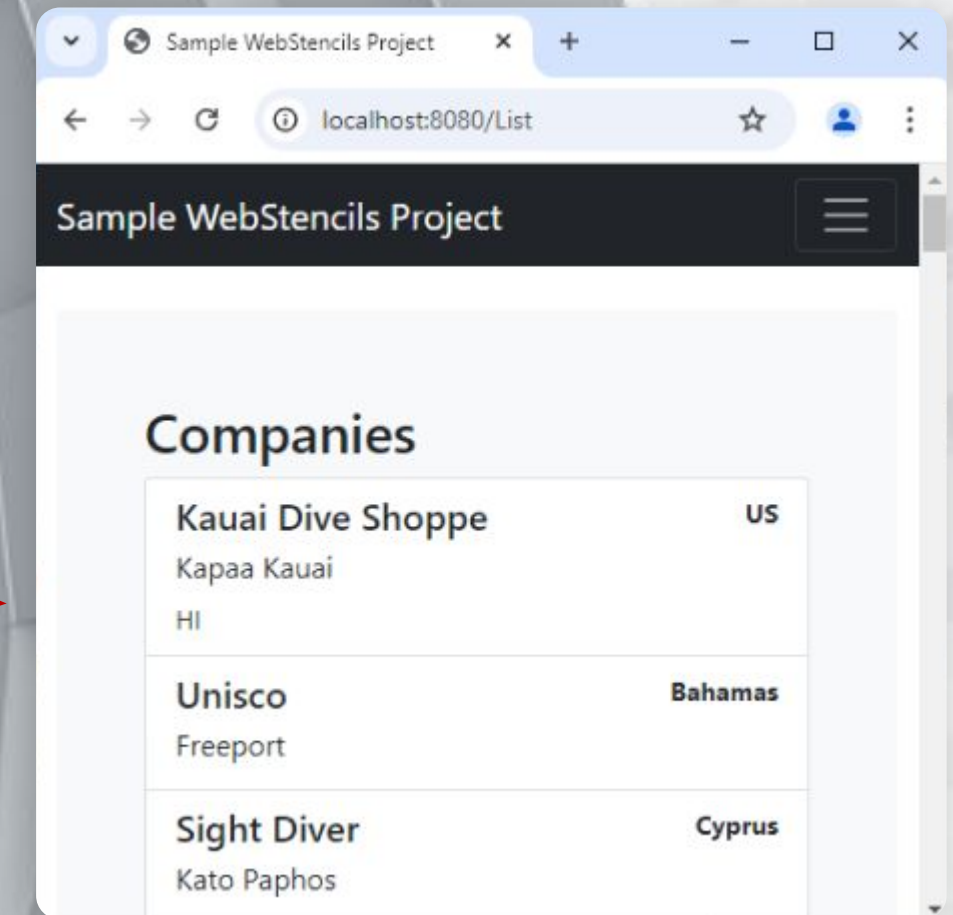 Sample WebStencils Project
localhost:8080/List
Sample WebStencils Project
Companies
Kauai Dive Shoppe US
Kapaa Kauai
HI
Unisco Bahamas
Freeport
Sight Diver Cyprus
Kato Paphos